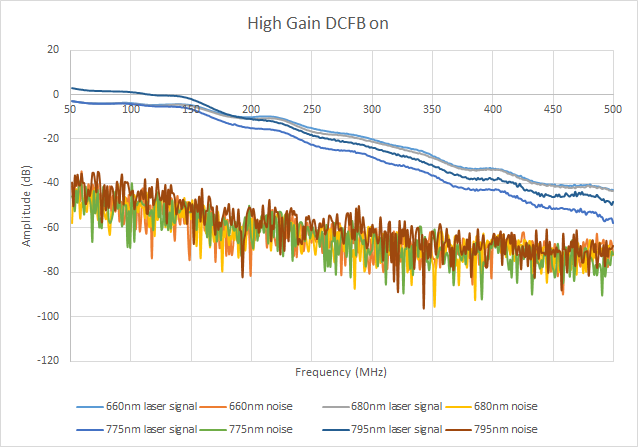 High Gain DCFB on
20
0
50 100 150 200 250 300 350 400 450 500
-20
-40
-60
-80
-100
-120
Amplitude (dB)
Frequency (MHz)
660nm laser signal 660nm noise 680nm laser signal 680nm noise
775nm laser signal 775nm noise 795nm laser signal 795nm noise